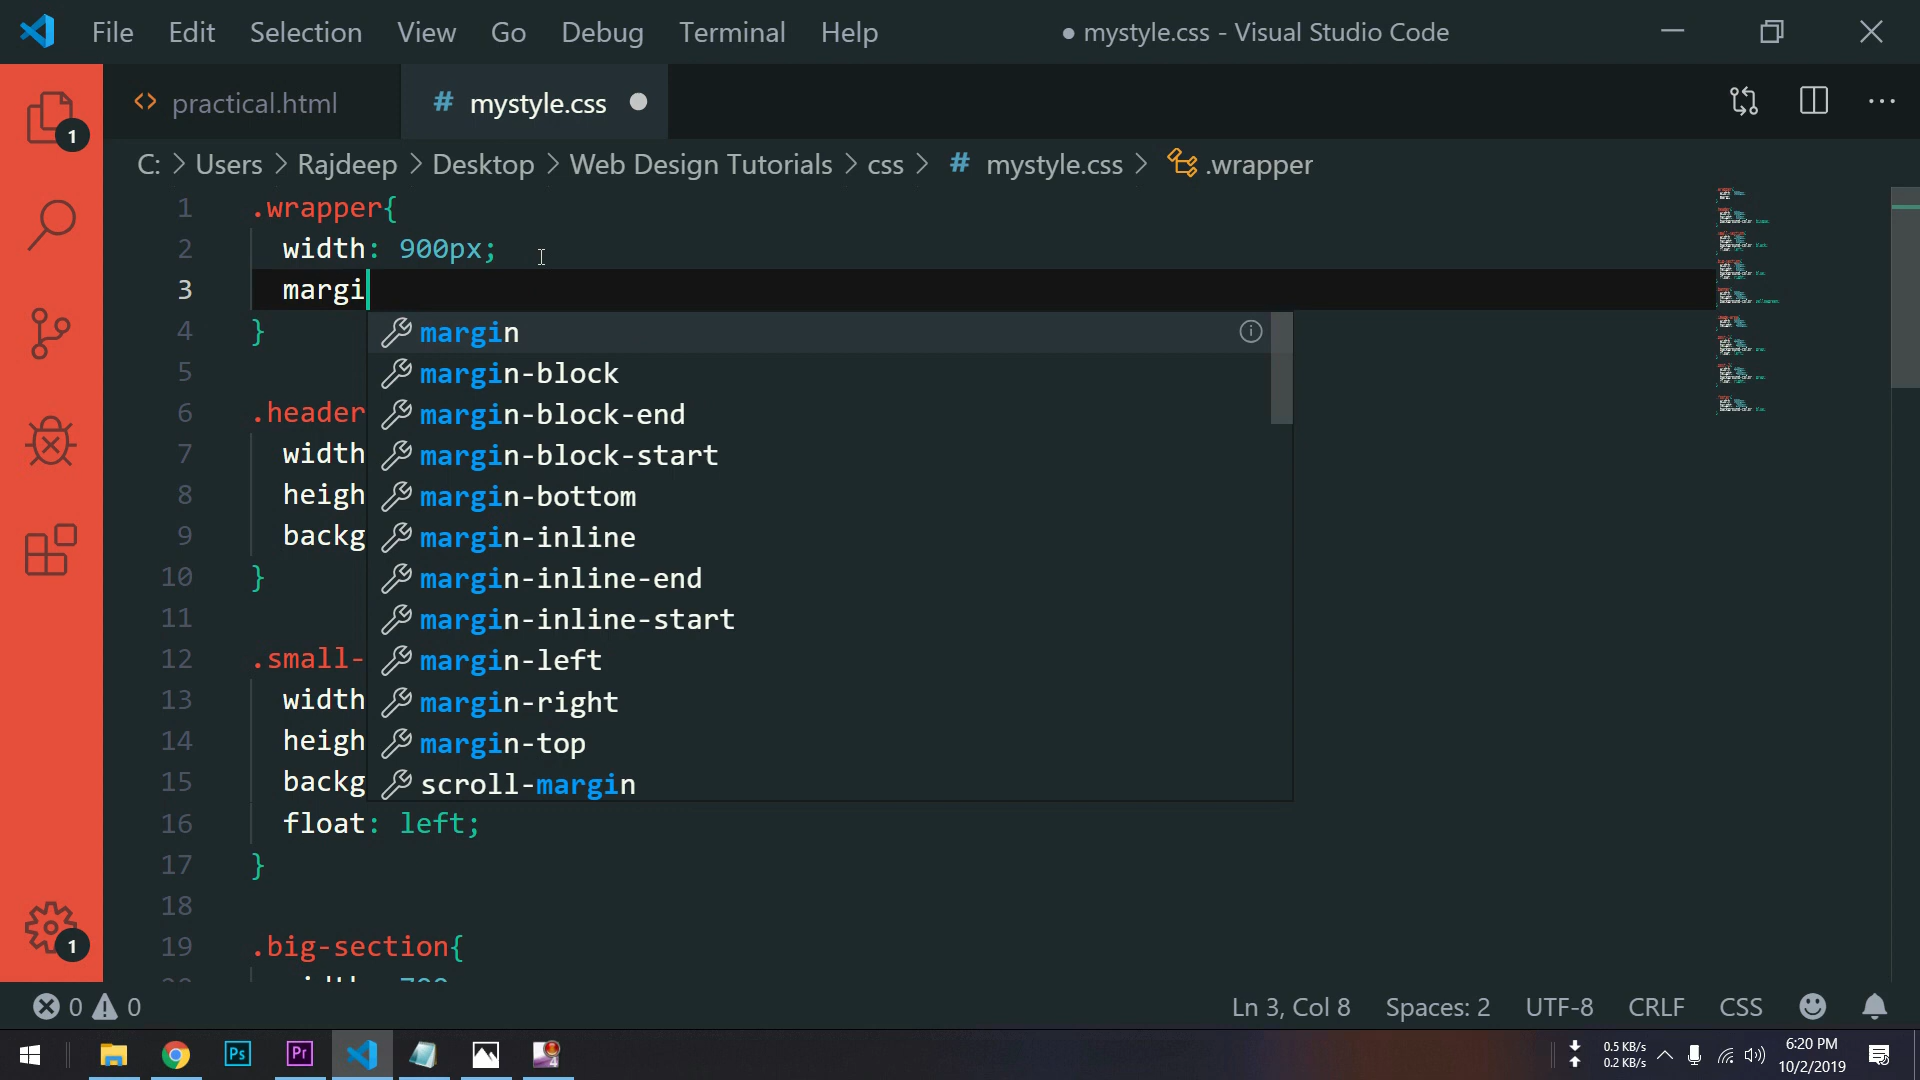 File Edit Selection View Go Debug Terminal Help ● mystyle.css - Visual Studio Code
practical.html # mystyle.css
C: > Users > Rajdeep > Desktop > Web Design Tutorials > css > # mystyle.css > .wrapper
1 .wrapper{
2 width: 900px;
3 margi
4 }
5
6 .header
7 width
8 heigh
9 backg
10 }
11
12 .small-
13 width
14 heigh
15 backg
16 float: left;
17 }
18
19 .big-section{
margin
margin-block
margin-block-end
margin-block-start
margin-bottom
margin-inline
margin-inline-end
margin-inline-start
margin-left
margin-right
margin-top
scroll-margin
1
1
0 0 Ln 3, Col 8 Spaces: 2 UTF-8 CRLF CSS
Ps Pr 4 0.5 KB/s 6:20 PM
0.2 KB/s 10/2/2019